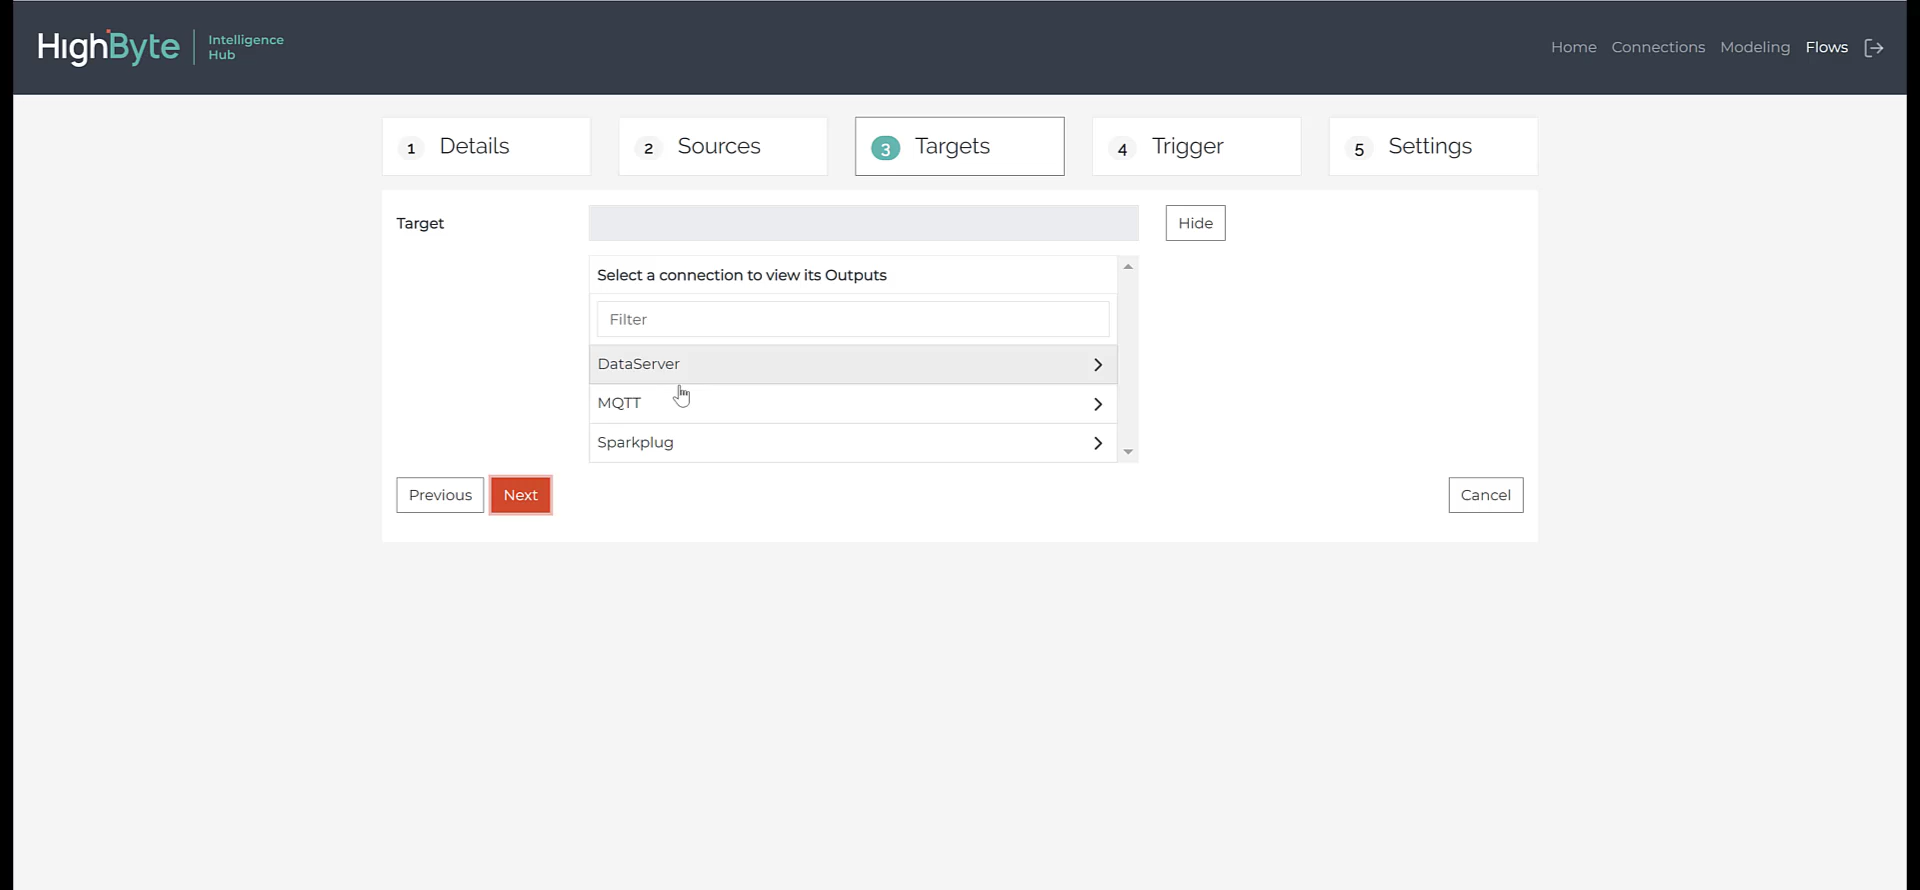 HighByte
Intelligence
Hub
Home Connections Modeling Flows
1 Details 2 Sources 3 Targets 4 Trigger 5 Settings
Target Hide
Select a connection to view its Outputs
Filter
DataServer
MQTT
Sparkplug
Previous Next Cancel